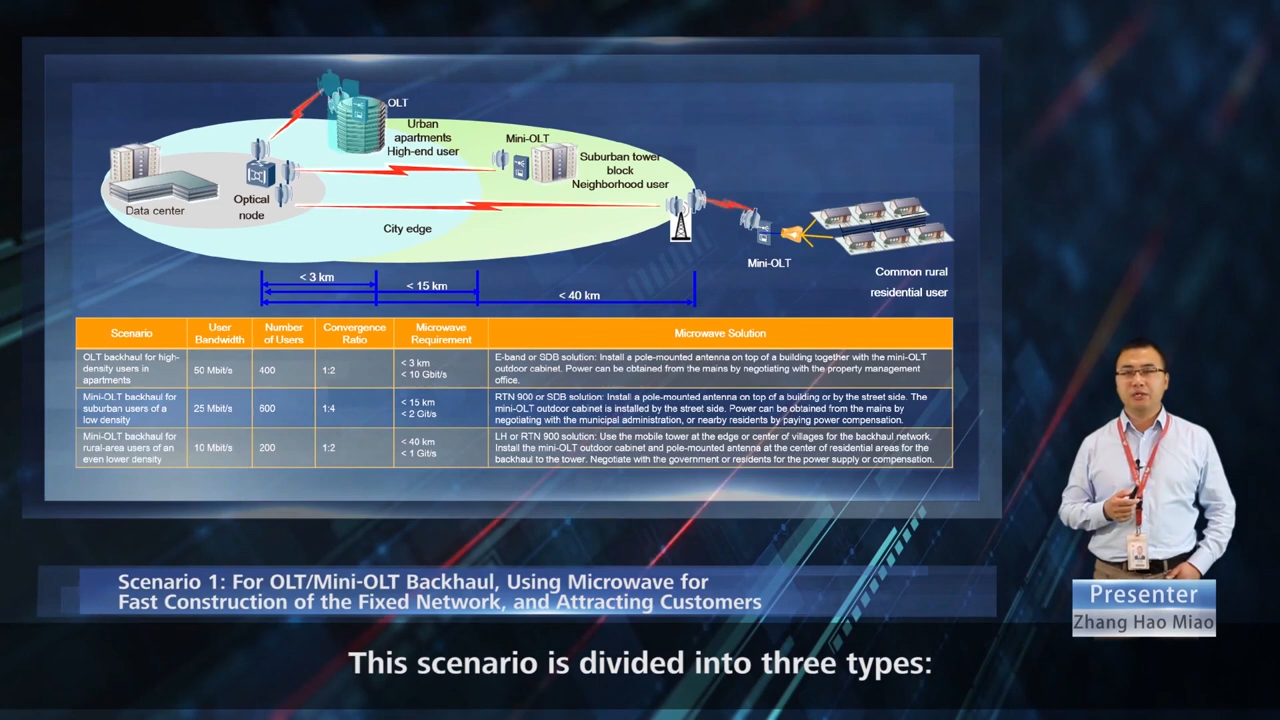 OLT
Urban
apartments
High-end user
Mini-OLT
Suburban tower
block
Neighborhood user
Data center
Optical
node
City edge
Mini-OLT
Common rural
residential user
< 3 km
< 15 km
< 40 km
Scenario
User
Bandwidth
Number
of Users
Convergence
Ratio
Microwave
Requirement
Microwave Solution
OLT backhaul for high-
density users in
apartments
50 Mbit/s
400
1:2
< 3 km
< 10 Gbit/s
E-band or SDB solution: Install a pole-mounted antenna on top of a building together with the mini-OLT
outdoor cabinet. Power can be obtained from the mains by negotiating with the property management
office.
Mini-OLT backhaul for
suburban users of a
low density
25 Mbit/s
600
1:4
< 15 km
< 2 Git/s
RTN 900 or SDB solution: Install a pole-mounted antenna on top of a building or by the street side. The
mini-OLT outdoor cabinet is installed by the street side. Power can be obtained from the mains by
negotiating with the municipal administration, or nearby residents by paying power compensation.
Mini-OLT backhaul for
rural-area users of an
even lower density
10 Mbit/s
200
1:2
< 40 km
< 1 Git/s
LH or RTN 900 solution: Use the mobile tower at the edge or center of villages for the backhaul network.
Install the mini-OLT outdoor cabinet and pole-mounted antenna at the center of residential areas for the
backhaul to the tower. Negotiate with the government or residents for the power supply or compensation.
Scenario 1: For OLT/Mini-OLT Backhaul, Using Microwave for
Fast Construction of the Fixed Network, and Attracting Customers
Presenter
Zhang Hao Miao
This scenario is divided into three types: